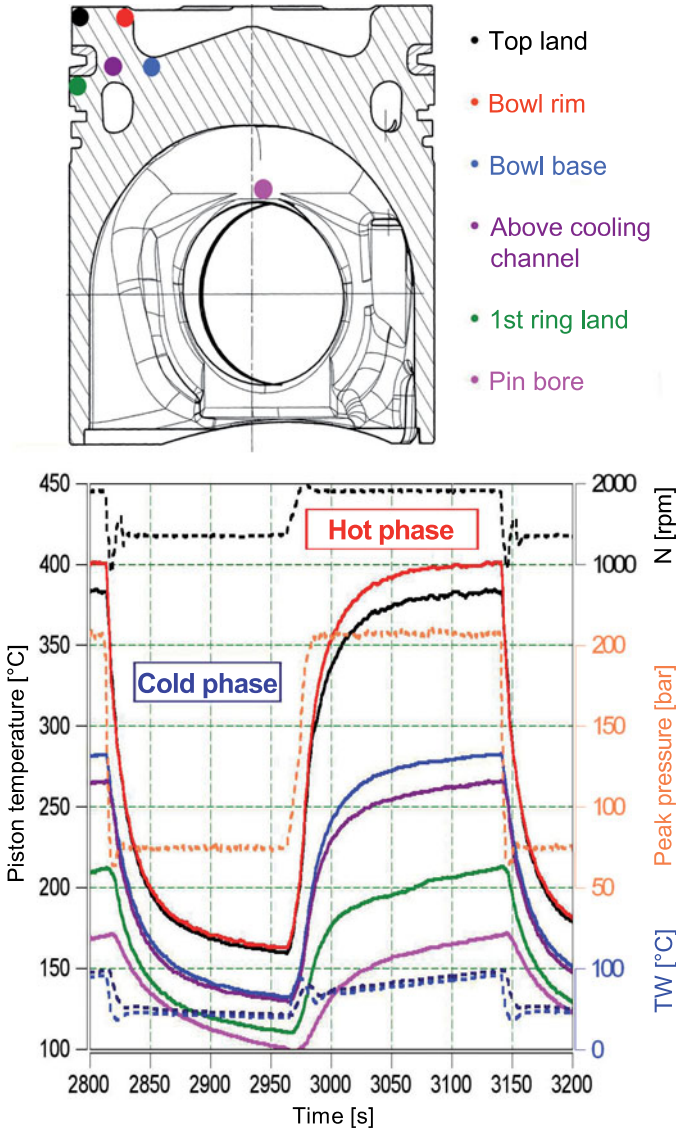 Top land
Bowl rim
Bowl base
Above cooling
channel
1st ring land
Pin bore
Hot phase
Cold phase
Piston temperature [°C]
450
400
350
300
250
200
150
100
2000
1000
N [rpm]
200
150
100
50
Peak pressure [bar]
100
0
TW [°C]
2800 2850 2900 2950 3000 3050 3100 3150 3200
Time [s]